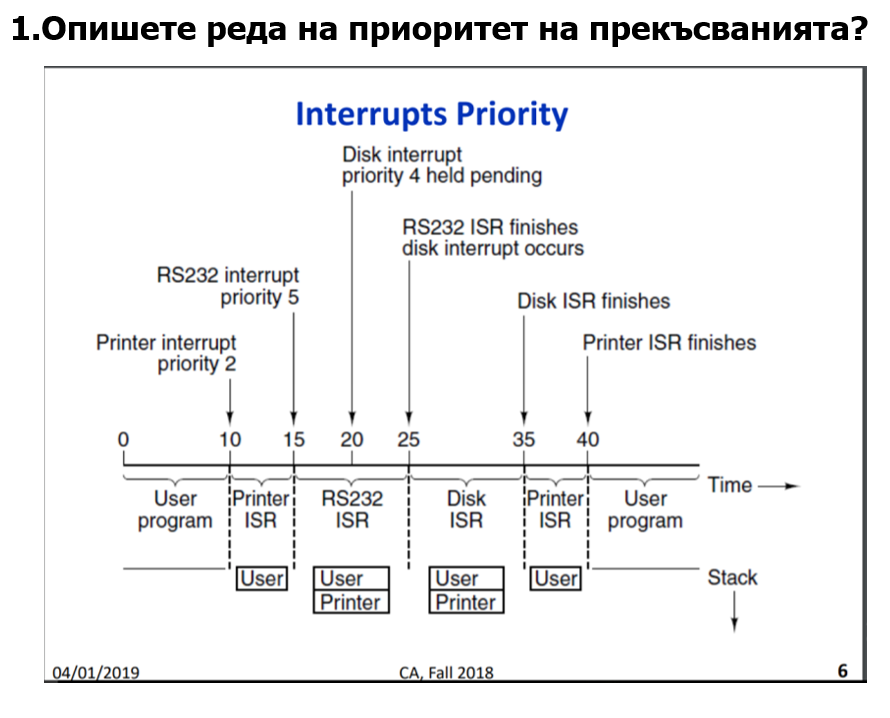 1.Опишете реда на приоритет на прекъсванията?
Interrupts Priority
Disk interrupt
priority 4 held pending
RS232 ISR finishes
disk interrupt occurs
RS232 interrupt
priority 5
Disk ISR finishes
Printer interrupt
priority 2
Printer ISR finishes
0 10 15 20 25 35 40
Time
User
program
Printer
ISR
RS232
ISR
Disk
ISR
Printer
ISR
User
program
User
User
Printer
User
Printer
User
Stack
04/01/2019
CA, Fall 2018
6